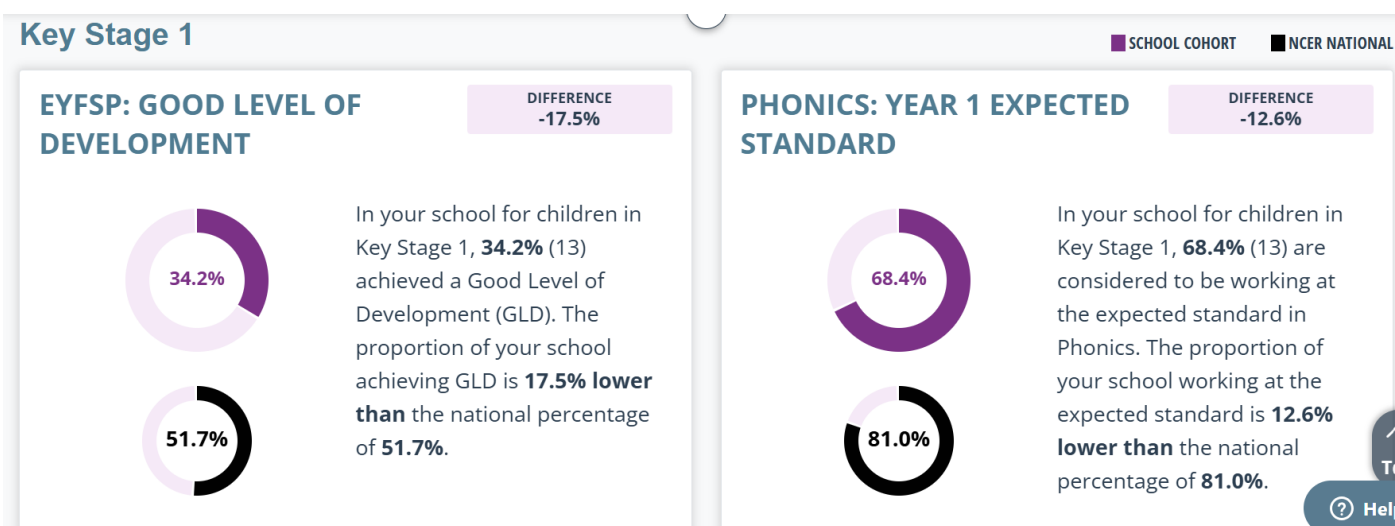 Key Stage 1
SCHOOL COHORT
NCER NATIONAL
EYFSP: GOOD LEVEL OF
DEVELOPMENT
DIFFERENCE
-17.5%
34.2%
51.7%
In your school for children in
Key Stage 1, 34.2% (13)
achieved a Good Level of
Development (GLD). The
proportion of your school
achieving GLD is 17.5% lower
than the national percentage
of 51.7%.
PHONICS: YEAR 1 EXPECTED
STANDARD
DIFFERENCE
-12.6%
68.4%
81.0%
In your school for children in
Key Stage 1, 68.4% (13) are
considered to be working at
the expected standard in
Phonics. The proportion of
your school working at the
expected standard is 12.6%
lower than the national
percentage of 81.0%.